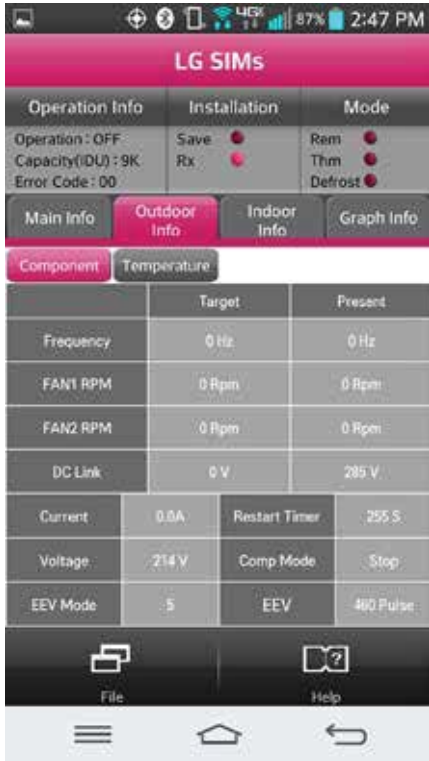 4G LTE 87% 2:47 PM
LG SIMs
Operation Info Installation Mode
Operation : OFF Save Rem
Capacity(IDU) : 9K Rx Thm
Error Code : 00 Defrost
Main Info Outdoor Info Indoor Info Graph Info
Component Temperature
Target Present
Frequency 0 Hz 0 Hz
FAN1 RPM 0 Rpm 0 Rpm
FAN2 RPM 0 Rpm 0 Rpm
DC Link 0 V 285 V
Current 0.0A Restart Timer 255 S
Voltage 214 V Comp Mode Stop
EEV Mode 5 EEV 460 Pulse
File Help